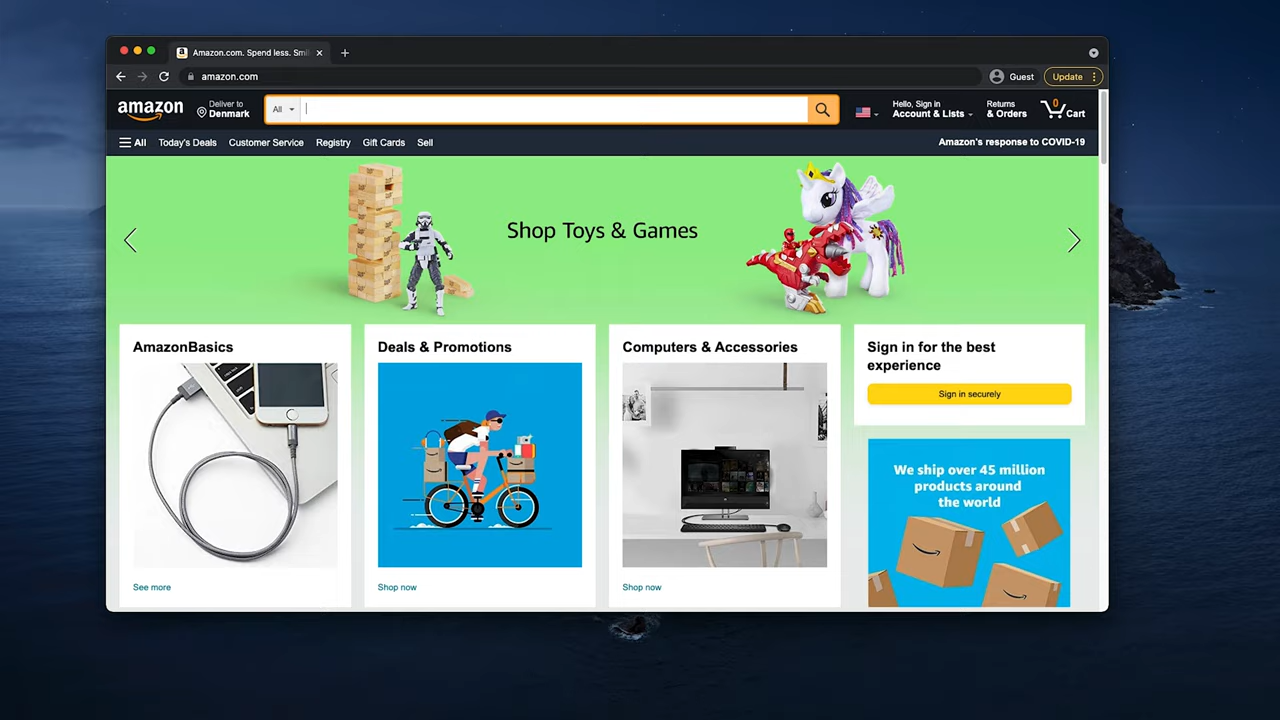 Amazon.com. Spend less. Smil
amazon.com
Guest
Update
amazon
Deliver to
Denmark
All
Hello, Sign in
Account & Lists
Returns
& Orders
0
Cart
All
Today's Deals
Customer Service
Registry
Gift Cards
Sell
Amazon's response to COVID-19
Shop Toys & Games
AmazonBasics
See more
Deals & Promotions
Shop now
Computers & Accessories
Shop now
Sign in for the best
experience
Sign in securely
We ship over 45 million
products around
the world